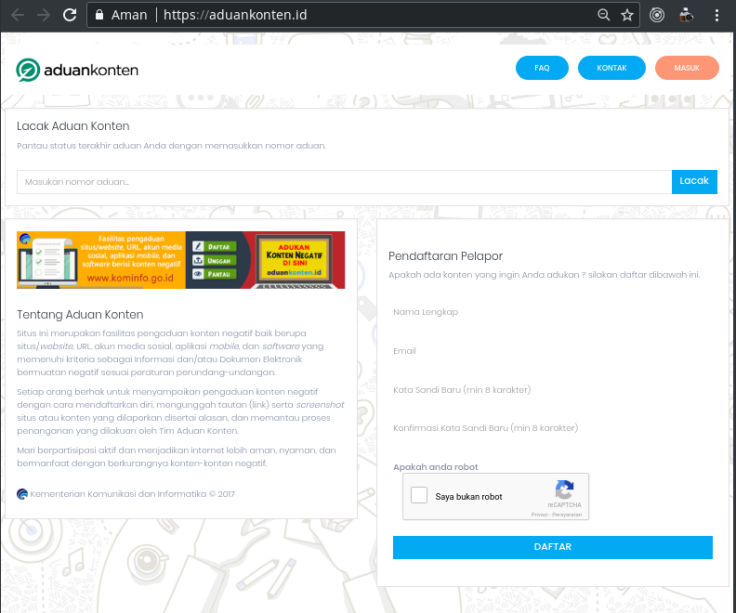 Aman | https://aduankonten.id
aduankonten
FAQ
KONTAK
MASUK
Lacak Aduan Konten
Pantau status terakhir aduan Anda dengan memasukkan nomor aduan.
Masukan nomor aduan...
Lacak
Fasilitas pengaduan
situs/website, URL, akun media
sosial, aplikasi mobile, dan
software berisi konten negatif
www.kominfo.go.id
DAFTAR
UNGGAH
PANTAU
ADUKAN
KONTEN NEGATIF
DI SINI
aduankonten.id
Tentang Aduan Konten
Situs ini merupakan fasilitas pengaduan konten negatif baik berupa
situs/website, URL, akun media sosial, aplikasi mobile, dan software yang
memenuhi kriteria sebagai Informasi dan/atau Dokumen Elektronik
bermuatan negatif sesuai peraturan perundang-undangan.
Setiap orang berhak untuk menyampaikan pengaduan konten negatif
dengan cara mendaftarkan diri, mengunggah tautan (link) serta screenshot
situs atau konten yang dilaporkan disertai alasan, dan memantau proses
penanganan yang dilakuan oleh Tim Aduan Konten.
Mari berpartisipasi aktif dan menjadikan internet lebih aman, nyaman, dan
bermanfaat dengan berkurangnya konten-konten negatif.
Kementerian Komunikasi dan Informatika © 2017
Pendaftaran Pelapor
Apakah ada konten yang ingin Anda adukan ? silakan daftar dibawah ini.
Nama Lengkap
Email
Kata Sandi Baru (min 8 karakter)
Konfirmasi Kata Sandi Baru (min 8 karakter)
Apakah anda robot
Saya bukan robot
reCAPTCHA
Privasi - Persyaratan
DAFTAR